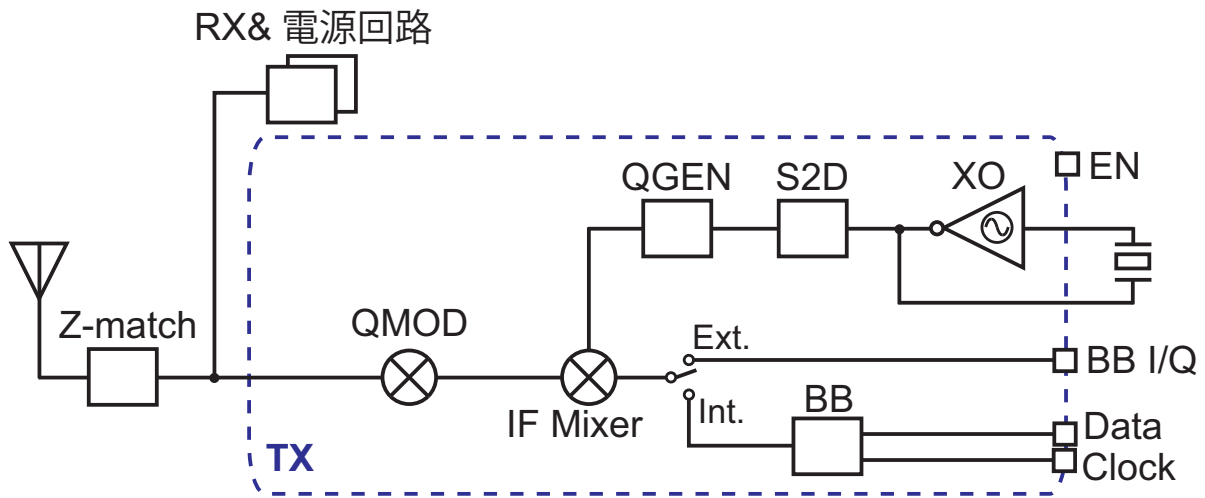 RX& 電源回路
QGEN
S2D
XO
EN
Z-match
QMOD
Ext.
BB I/Q
IF Mixer
Int.
BB
Data
TX
Clock